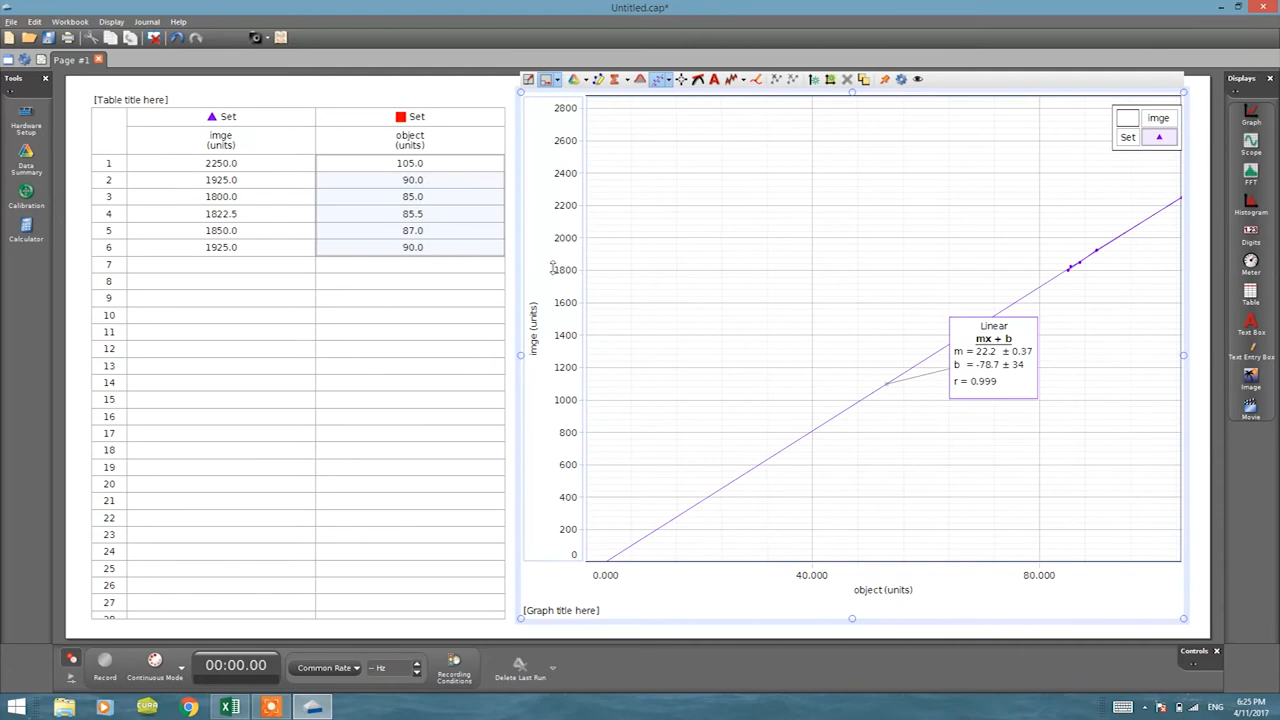 Untitled.cap*
File Edit Workbook Display Journal Help
Page #1
Tools
Displays
Hardware Setup
Data Summary
Calibration
Calculator
[Table title here]
Set Set
imge (units) object (units)
1 2250.0 105.0
2 1925.0 90.0
3 1800.0 85.0
4 1822.5 85.5
5 1850.0 87.0
6 1925.0 90.0
7
8
9
10
11
12
13
14
15
16
17
18
19
20
21
22
23
24
25
26
27
28
imge
Set
2800
2600
2400
2200
2000
1800
1600
1400
1200
1000
800
600
400
200
0
imge (units)
Linear
mx + b
m = 22.2 ± 0.37
b = -78.7 ± 34
r = 0.999
0.000 40.000 80.000
object (units)
[Graph title here]
Graph
Scope
FFT
Histogram
Digits
Meter
Table
Text Box
Text Entry Box
Image
Movie
Controls
Record
Continuous Mode
00:00.00
Common Rate
-- Hz
Recording Conditions
Delete Last Run
CURA
ENG
6:25 PM
4/11/2017